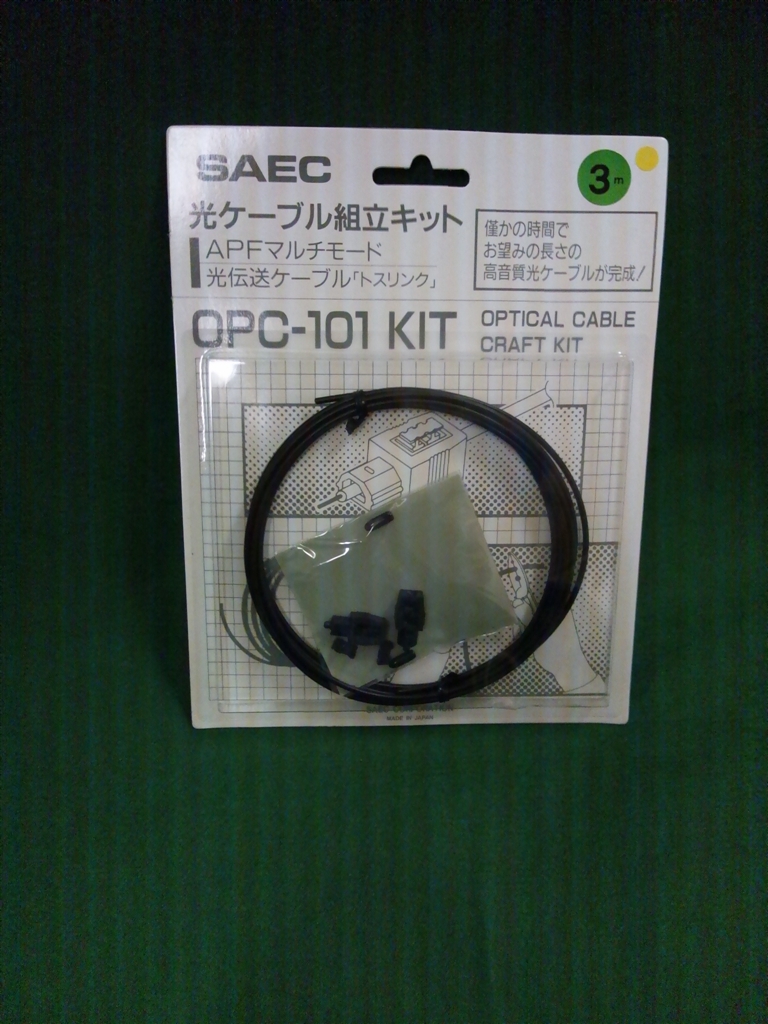 SAEC
3m
光ケーブル組立キット
APFマルチモード
光伝送ケーブル「トスリンク」
僅かの時間で
お望みの長さの
高音質光ケーブルが完成!
OPC-101 KIT
OPTICAL CABLE
CRAFT KIT
SAEC CORPORATION
MADE IN JAPAN